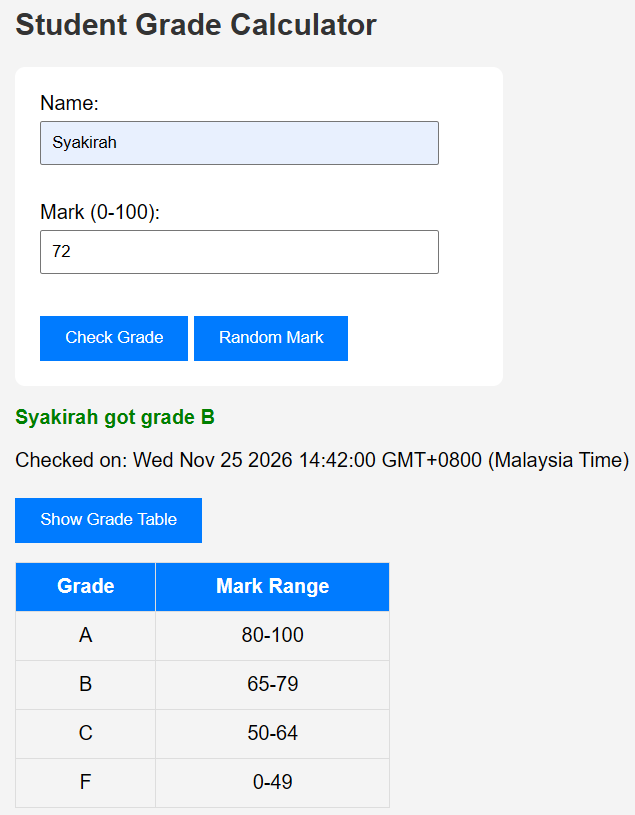 Student Grade Calculator
Name:
Syakirah
Mark (0-100):
72
Check Grade Random Mark
Syakirah got grade B
Checked on: Wed Nov 25 2026 14:42:00 GMT+0800 (Malaysia Time)
Show Grade Table
Grade Mark Range
A 80-100
B 65-79
C 50-64
F 0-49